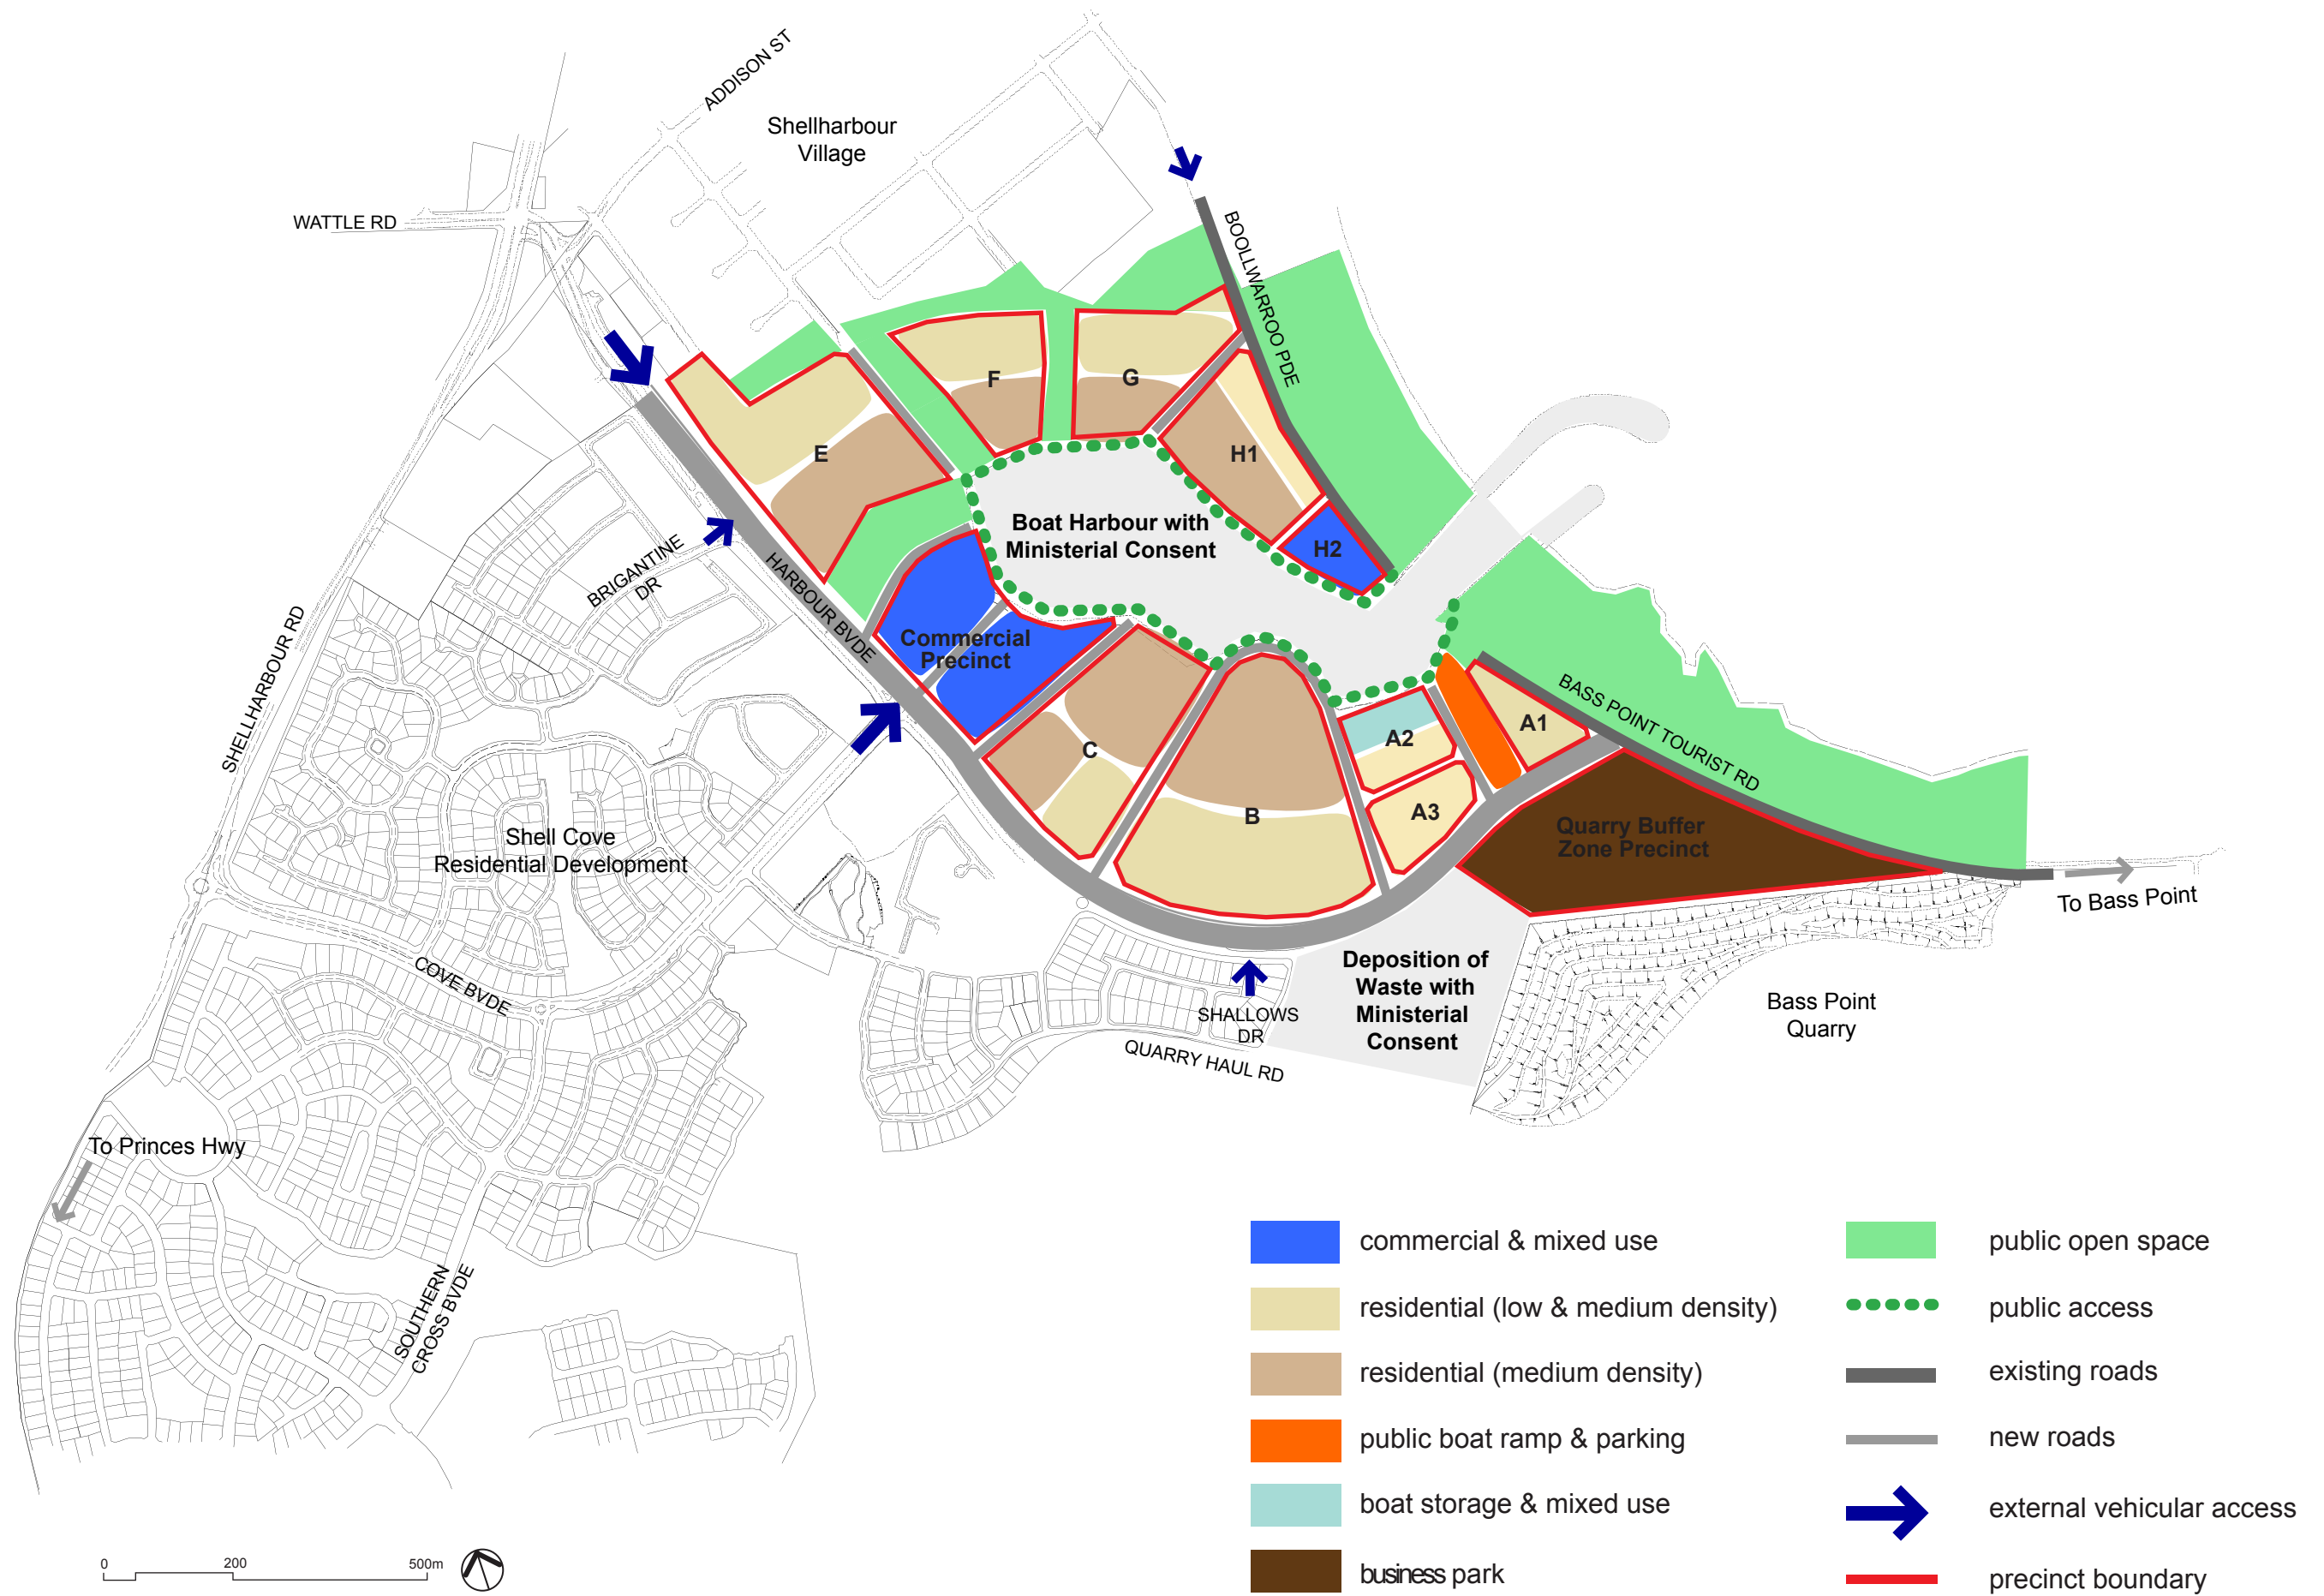 ADDISON ST
Shellharbour
Village
WATTLE RD
BOOLLWARROO PDE
F
G
E
H1
Boat Harbour with
Ministerial Consent
H2
BRIGANTINE
DR
HARBOUR BVDE
Commercial
Precinct
SHELLHARBOUR RD
BASS POINT TOURIST RD
A1
A2
C
A3
B
Quarry Buffer
Zone Precinct
Shell Cove
Residential Development
To Bass Point
COVE BVDE
Deposition of
Waste with
Ministerial
Consent
Bass Point
Quarry
SHALLOWS
DR
QUARRY HAUL RD
To Princes Hwy
SOUTHERN
CROSS BVDE
commercial & mixed use
residential (low & medium density)
residential (medium density)
public boat ramp & parking
boat storage & mixed use
business park
public open space
public access
existing roads
new roads
external vehicular access
precinct boundary
0 200 500m